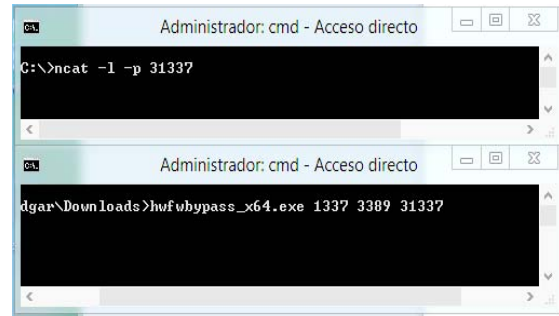 Administrador: cmd - Acceso directo
C:\>ncat -l -p 31337
Administrador: cmd - Acceso directo
dgar\Downloads>hwfwbypass_x64.exe 1337 3389 31337